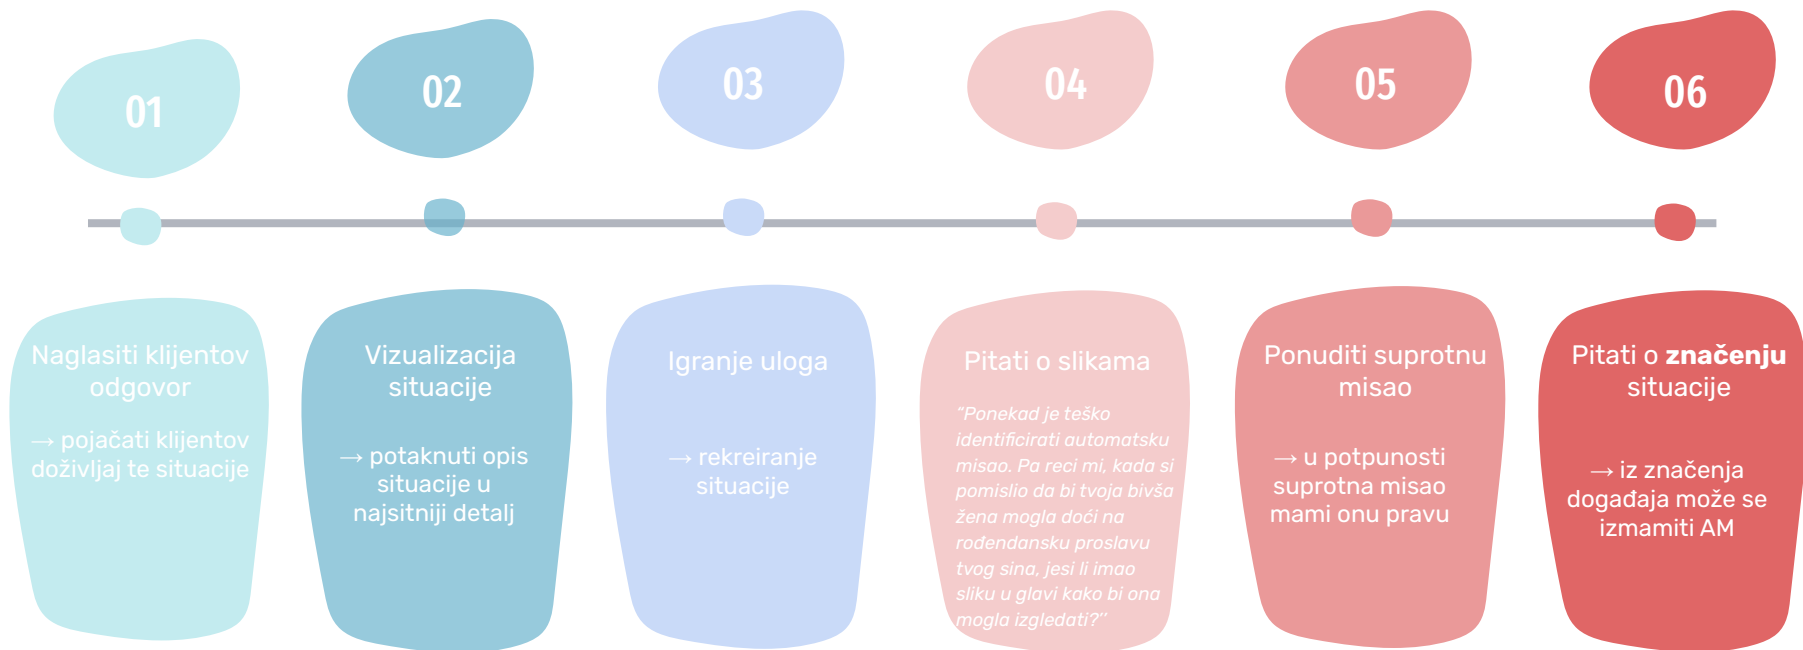 01
02
03
04
05
06
Naglasiti klijentov
odgovor
→ pojačati klijentov
doživljaj te situacije
Vizualizacija
situacije
→ potaknuti opis
situacije u
najsitniji detalj
Igranje uloga
→ rekreiranje
situacije
Pitati o slikama
“Ponekad je teško
identificirati automatsku
misao. Pa reci mi, kada si
pomislio da bi tvoja bivša
žena mogla doći na
rođendansku proslavu
tvog sina, jesi li imao
sliku u glavi kako bi ona
mogla izgledati?’’
Ponuditi suprotnu
misao
→ u potpunosti
suprotna misao
mami onu pravu
Pitati o značenju
situacije
→ iz značenja
događaja može se
izmamiti AM